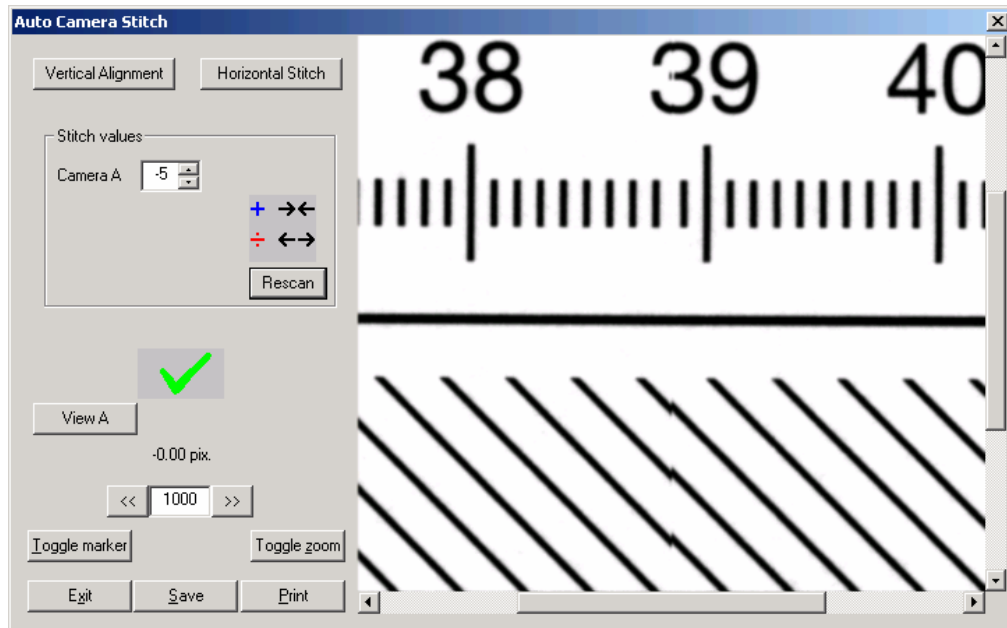 Auto Camera Stitch
Vertical Alignment
Horizontal Stitch
Stitch values
Camera A
-5
+ →←
÷ ←→
Rescan
View A
-0.00 pix.
<< 1000 >>
Toggle marker
Toggle zoom
Exit
Save
Print
38 39 40